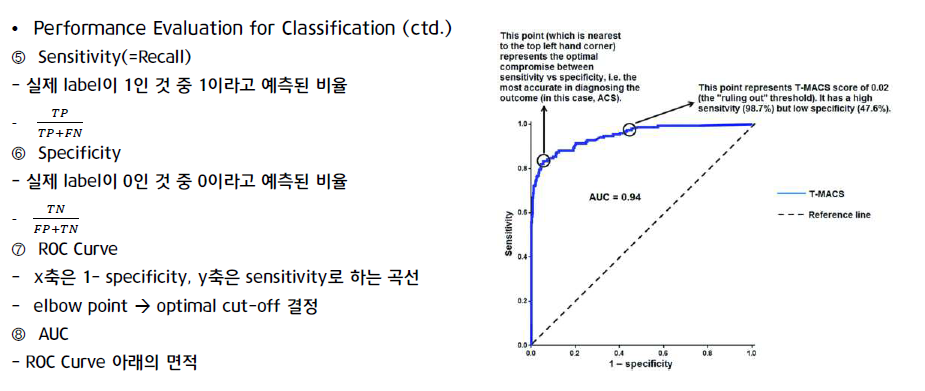 • Performance Evaluation for Classification (ctd.)
⑤ Sensitivity(=Recall)
- 실제 label이 1인 것 중 1이라고 예측된 비율
- TP
TP+FN
⑥ Specificity
- 실제 label이 0인 것 중 0이라고 예측된 비율
- TN
FP+TN
⑦ ROC Curve
- x축은 1- specificity, y축은 sensitivity로 하는 곡선
- elbow point → optimal cut-off 결정
⑧ AUC
- ROC Curve 아래의 면적
This point (which is nearest
to the top left hand corner)
represents the optimal
compromise between
sensitivity vs specificity, i.e. the
most accurate in diagnosing the
outcome (in this case, ACS).
This point represents T-MACS score of 0.02
(the "ruling out" threshold). It has a high
sensitvity (98.7%) but low specificity (47.6%).
1.0
0.8
0.6
0.4
0.2
0.0
Sensitivity
AUC = 0.94
T-MACS
Reference line
0.0 0.2 0.4 0.6 0.8 1.0
1 – specificity